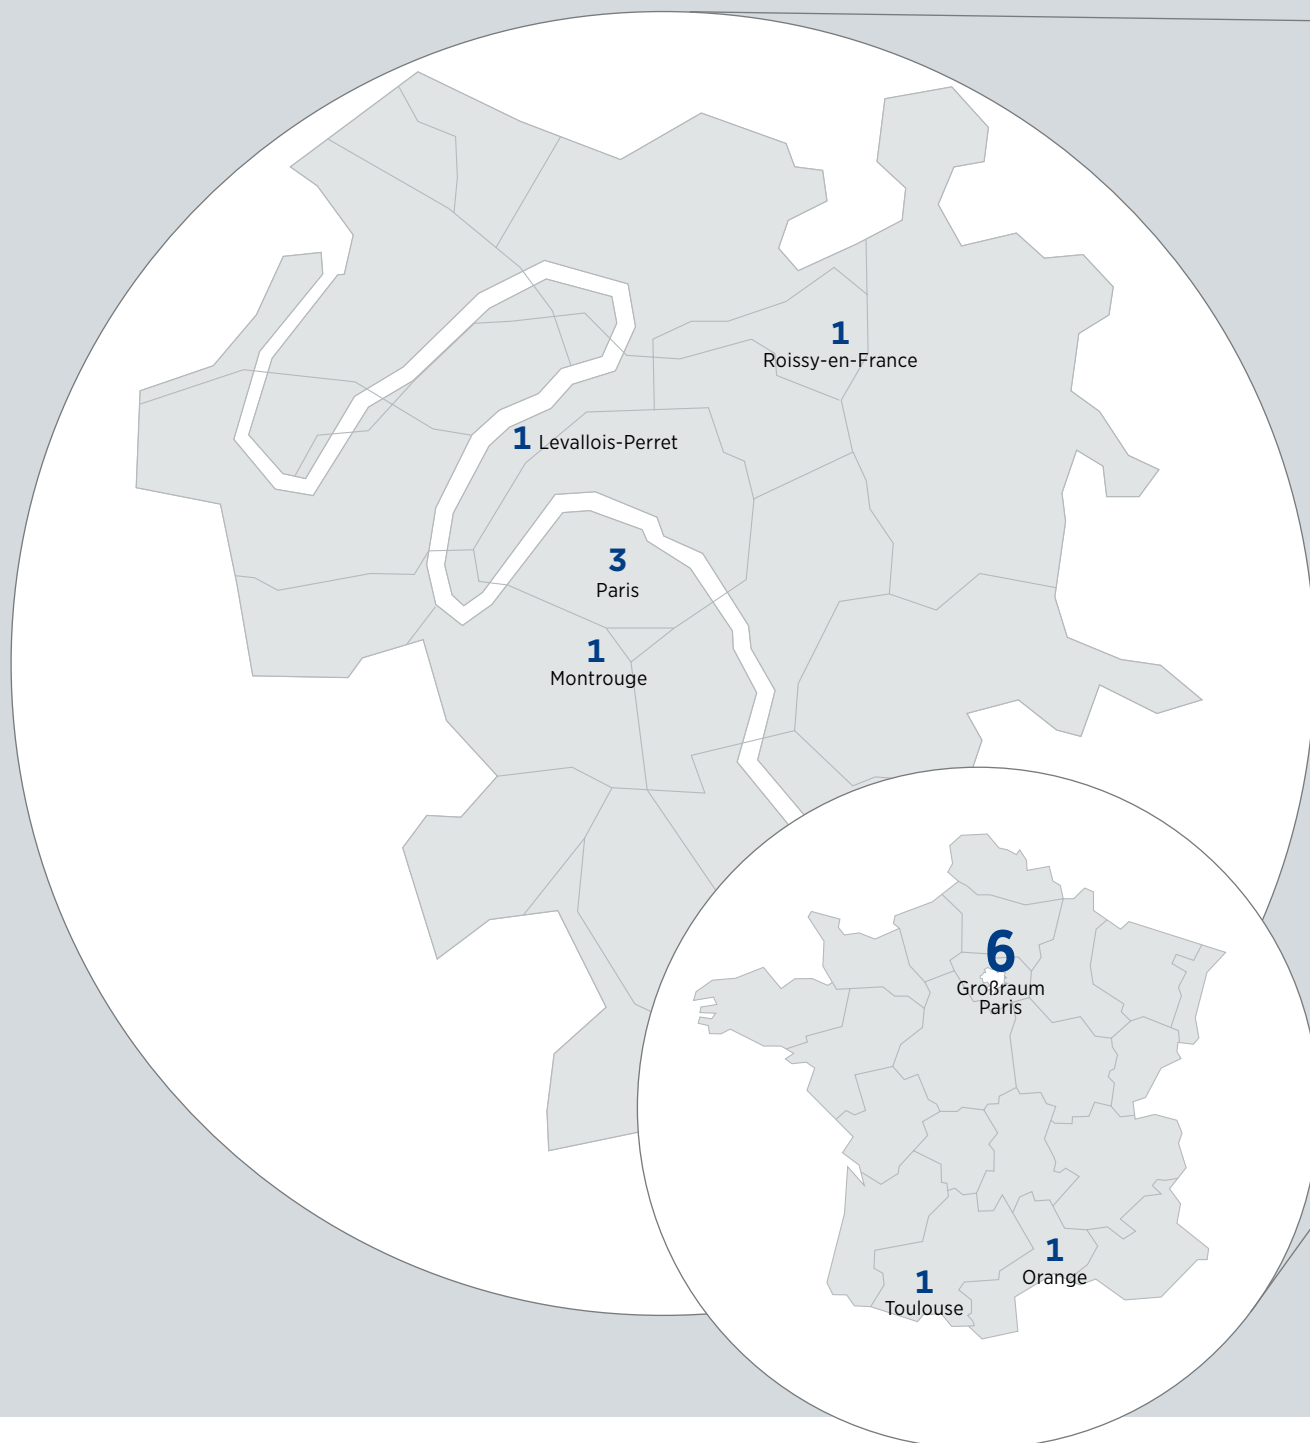 1
Roissy-en-France
1 Levallois-Perret
3
Paris
1
Montrouge
6
Großraum
Paris
1
Orange
1
Toulouse